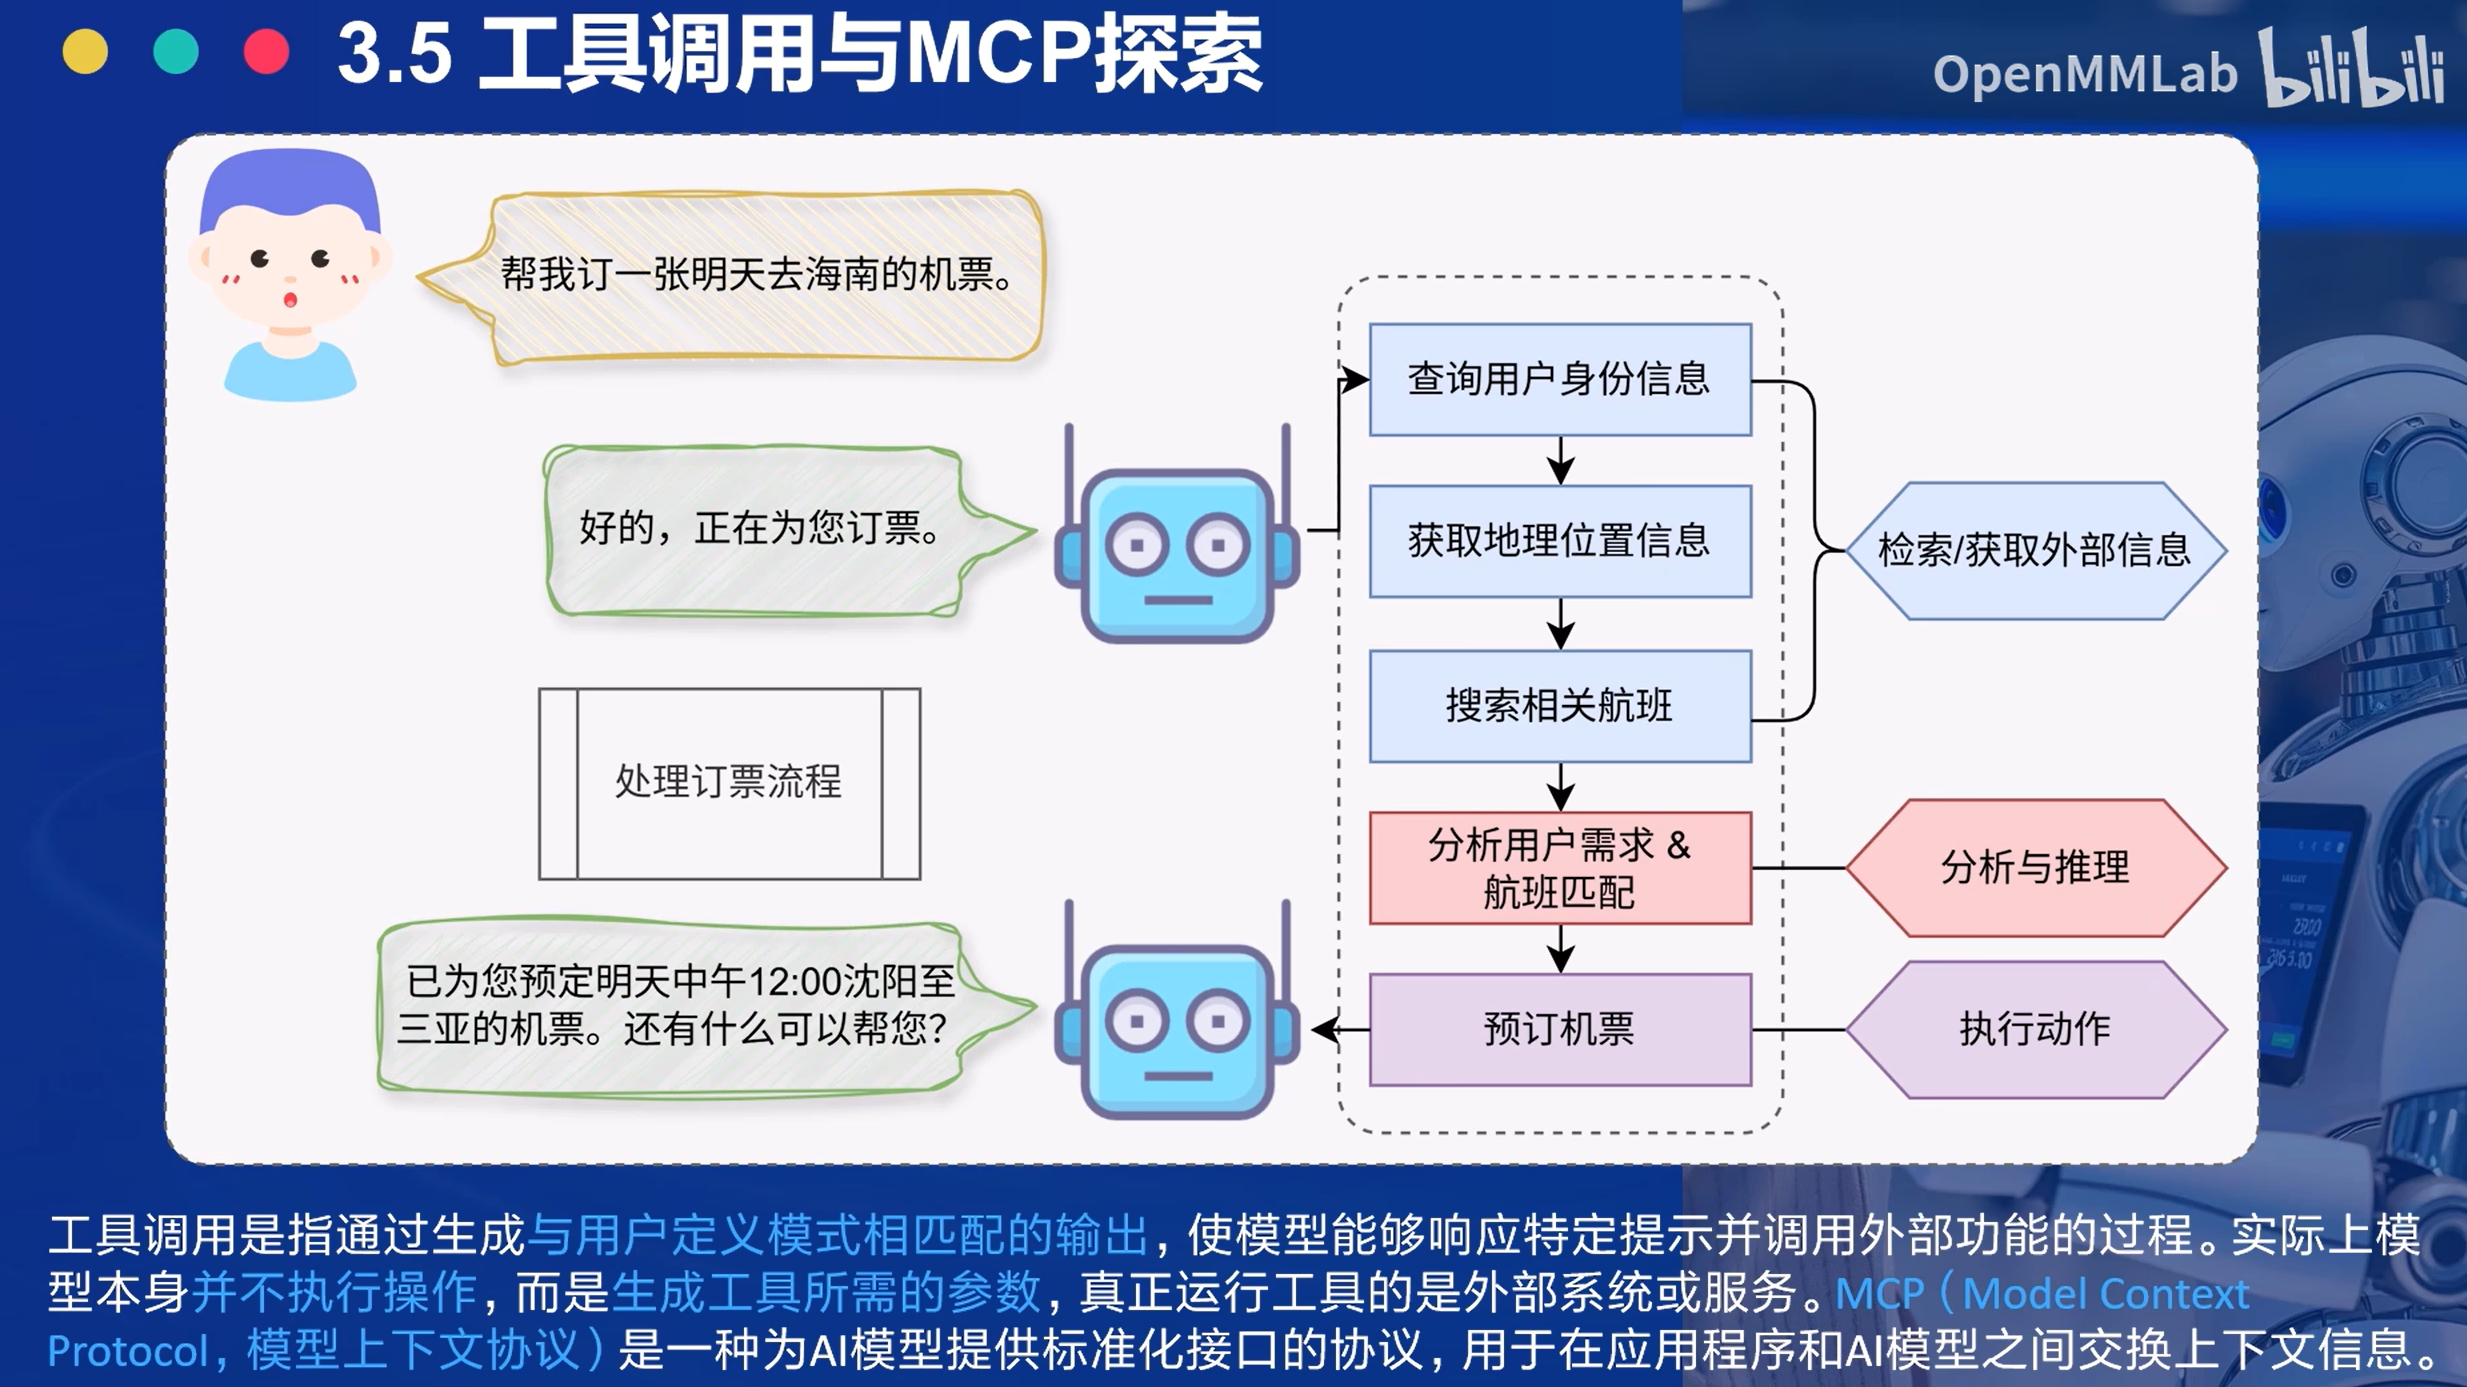 3.5 工具调用与MCP探索
OpenMMLab bilibili
帮我订一张明天去海南的机票。
好的，正在为您订票。
处理订票流程
已为您预定明天中午12:00沈阳至
三亚的机票。还有什么可以帮您？
查询用户身份信息
获取地理位置信息
搜索相关航班
分析用户需求 &
航班匹配
预订机票
检索/获取外部信息
分析与推理
执行动作
工具调用是指通过生成与用户定义模式相匹配的输出，使模型能够响应特定提示并调用外部功能的过程。实际上模
型本身并不执行操作，而是生成工具所需的参数，真正运行工具的是外部系统或服务。MCP（Model Context
Protocol，模型上下文协议）是一种为AI模型提供标准化接口的协议，用于在应用程序和AI模型之间交换上下文信息。